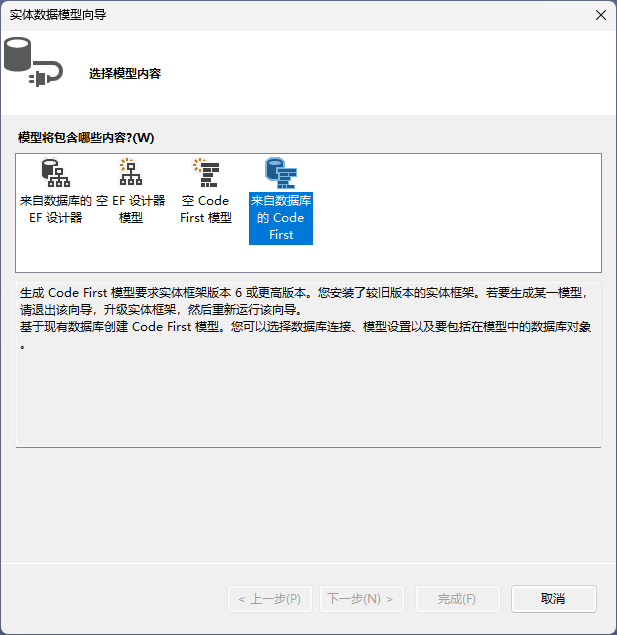 实体数据模型向导
选择模型内容
模型将包含哪些内容?(W)
来自数据库的 空 EF 设计器 空 Code 来自数据库
EF 设计器 模型 First 模型 的 Code
First
生成 Code First 模型要求实体框架版本 6 或更高版本。您安装了较旧版本的实体框架。若要生成某一模型，
请退出该向导，升级实体框架，然后重新运行该向导。
基于现有数据库创建 Code First 模型。您可以选择数据库连接、模型设置以及要包括在模型中的数据库对象
。
< 上一步(P) 下一步(N) > 完成(F) 取消